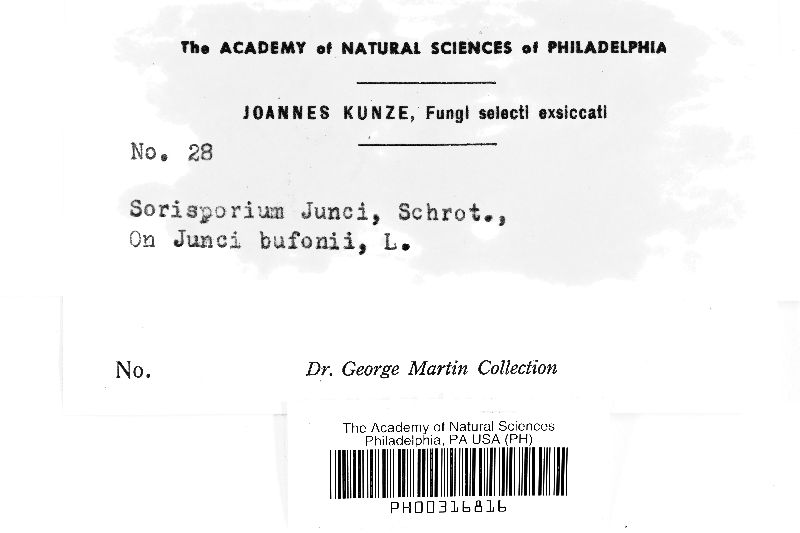 The ACADEMY of NATURAL SCIENCES of PHILADELPHIA
JOANNES KUNZE, Fungi selecti exsiccati
No. 28
Sorisporium Junci, Schrot.,
On Junci bufonii, L.
No.
Dr. George Martin Collection
The Academy of Natural Sciences
Philadelphia, PA USA (PH)
PH00316816